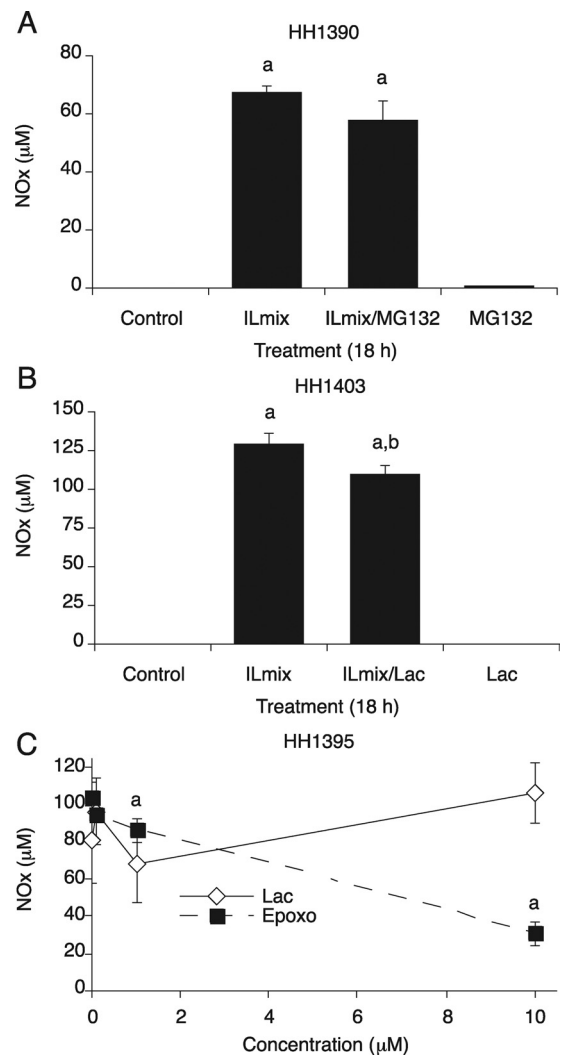 A
HH1390
80
60
40
20
0
NOx (μM)
a
a
Control ILmix ILmix/MG132 MG132
Treatment (18 h)
B
HH1403
150
125
100
75
50
25
0
NOx (μM)
a
a,b
Control ILmix ILmix/Lac Lac
Treatment (18 h)
C
HH1395
120
100
80
60
40
20
0
NOx (μM)
a
a
Lac
Epoxo
0 2 4 6 8 10
Concentration (μM)